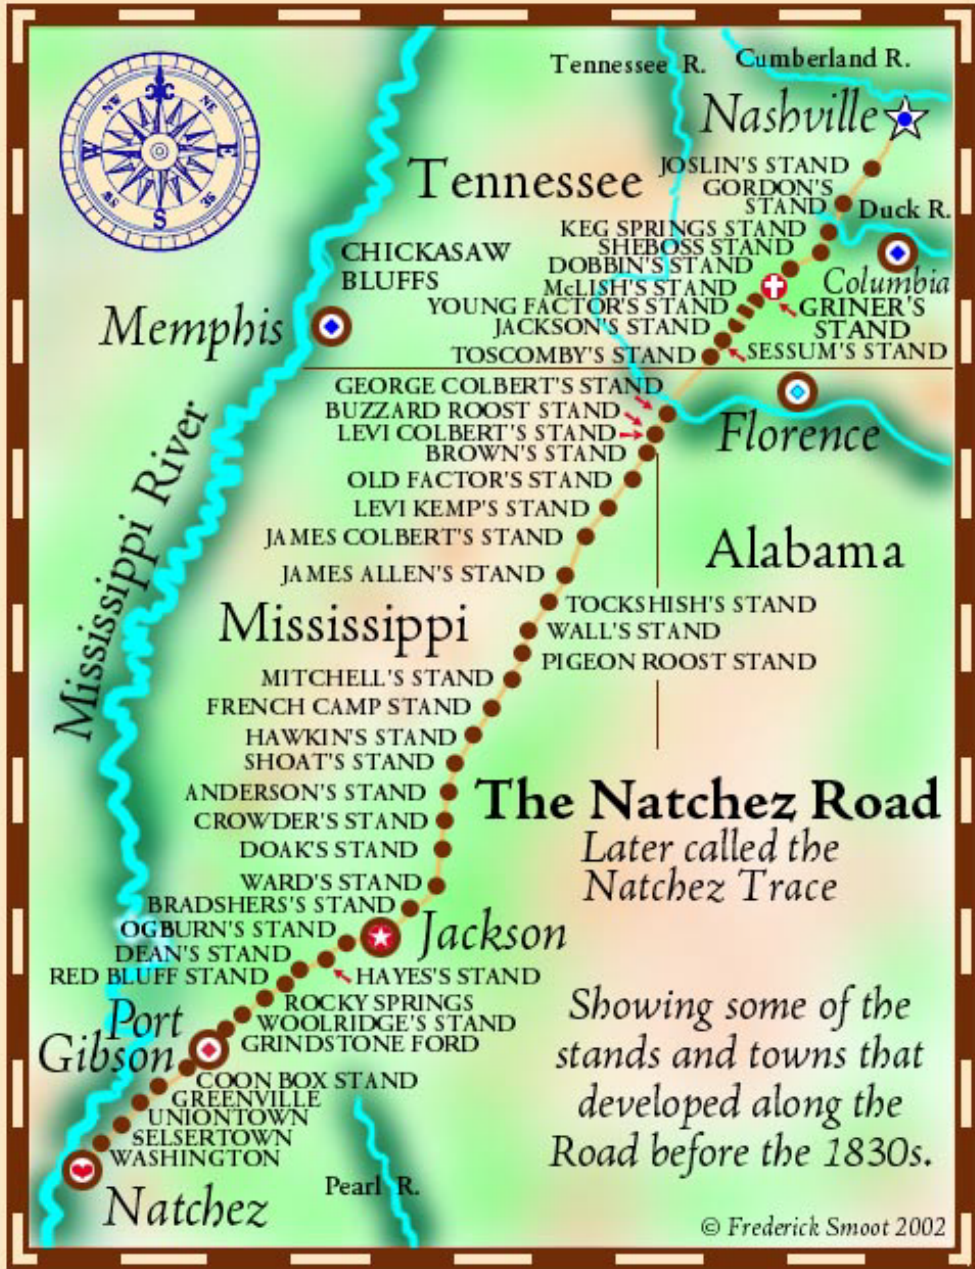 Tennessee R.
Cumberland R.
Nashville
N
NE
E
SE
S
SW
W
NW
Tennessee
JOSLIN'S STAND
GORDON'S
STAND
Duck R.
KEG SPRINGS STAND
SHEBOSS STAND
DOBBIN'S STAND
Columbia
McLISH'S STAND
GRINER'S
STAND
YOUNG FACTOR'S STAND
JACKSON'S STAND
TOSCOMBY'S STAND
SESSUM'S STAND
CHICKASAW
BLUFFS
Memphis
GEORGE COLBERT'S STAND
BUZZARD ROOST STAND
LEVI COLBERT'S STAND
BROWN'S STAND
Florence
OLD FACTOR'S STAND
LEVI KEMP'S STAND
JAMES COLBERT'S STAND
JAMES ALLEN'S STAND
Alabama
Mississippi River
Mississippi
TOCKSHISH'S STAND
WALL'S STAND
PIGEON ROOST STAND
MITCHELL'S STAND
FRENCH CAMP STAND
HAWKIN'S STAND
SHOAT'S STAND
ANDERSON'S STAND
CROWDER'S STAND
DOAK'S STAND
WARD'S STAND
The Natchez Road
Later called the
Natchez Trace
BRADSHERS'S STAND
OGBURN'S STAND
Jackson
DEAN'S STAND
RED BLUFF STAND
HAYES'S STAND
ROCKY SPRINGS
WOOLRIDGE'S STAND
GRINDSTONE FORD
Port
Gibson
COON BOX STAND
GREENVILLE
UNIONTOWN
SELSERTOWN
WASHINGTON
Natchez
Pearl R.
Showing some of the
stands and towns that
developed along the
Road before the 1830s.
© Frederick Smoot 2002